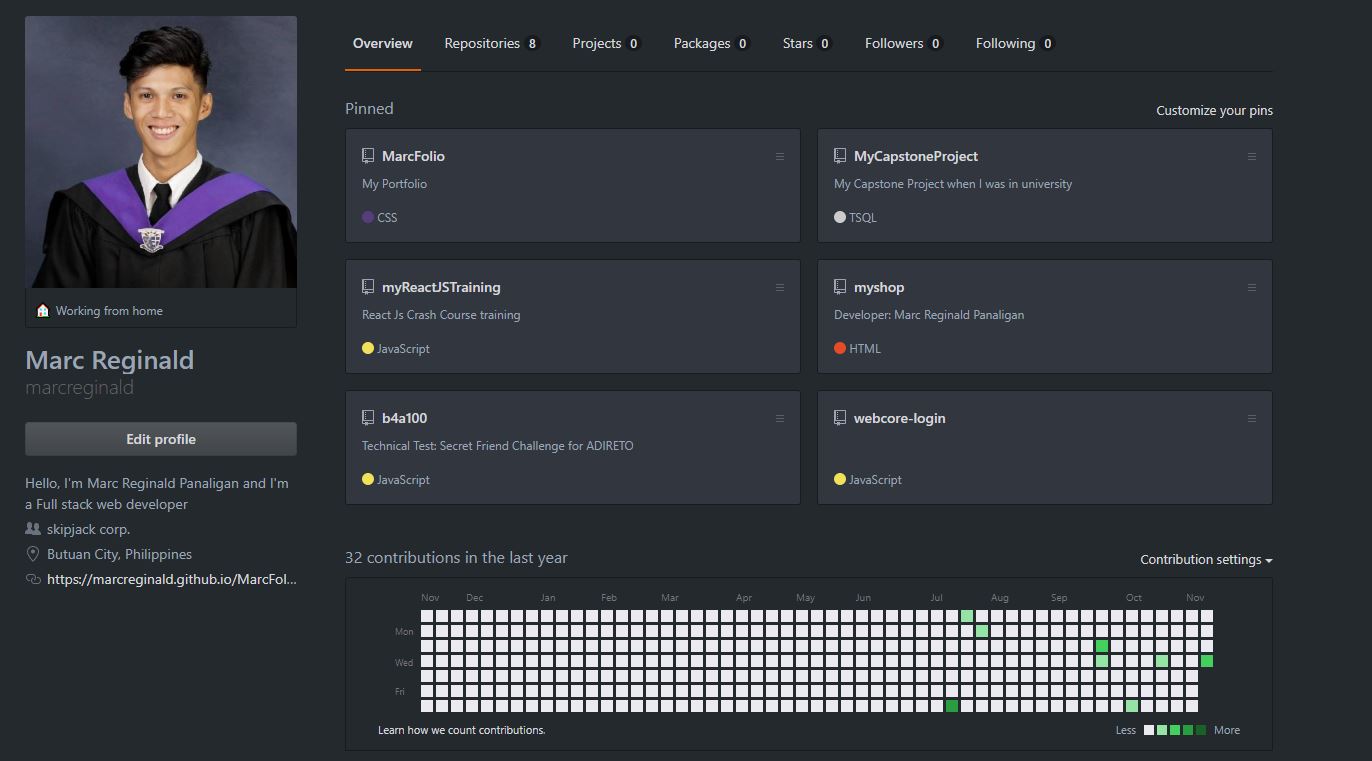 Overview Repositories 8 Projects 0 Packages 0 Stars 0 Followers 0 Following 0
Pinned
Customize your pins
MarcFolio
My Portfolio
CSS
MyCapstoneProject
My Capstone Project when I was in university
TSQL
myReactJSTraining
React Js Crash Course training
JavaScript
myshop
Developer: Marc Reginald Panaligan
HTML
b4a100
Technical Test: Secret Friend Challenge for ADIRETO
JavaScript
webcore-login
JavaScript
Working from home
Marc Reginald
marcreginald
Edit profile
Hello, I'm Marc Reginald Panaligan and I'm
a Full stack web developer
skipjack corp.
Butuan City, Philippines
https://marcreginald.github.io/MarcFol...
32 contributions in the last year
Contribution settings
Nov Dec Jan Feb Mar Apr May Jun Jul Aug Sep Oct Nov
Mon
Wed
Fri
Learn how we count contributions.
Less More